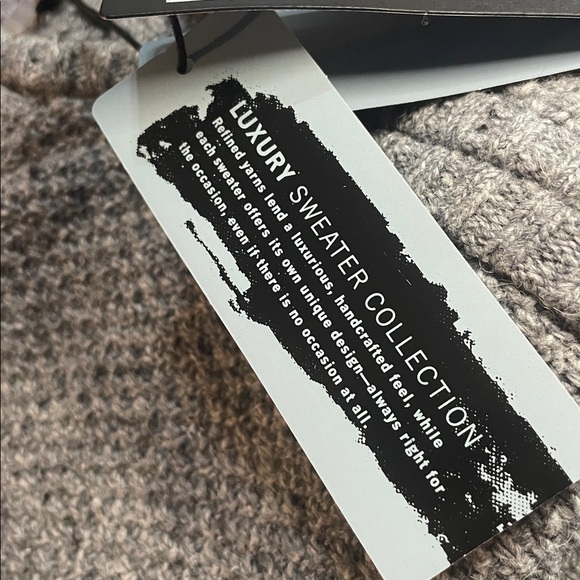 LUXURY SWEATER COLLECTION
Refined yarns lend a luxurious, handcrafted feel, while
each sweater offers its own unique design—always right for
the occasion, even if there is no occasion at all.